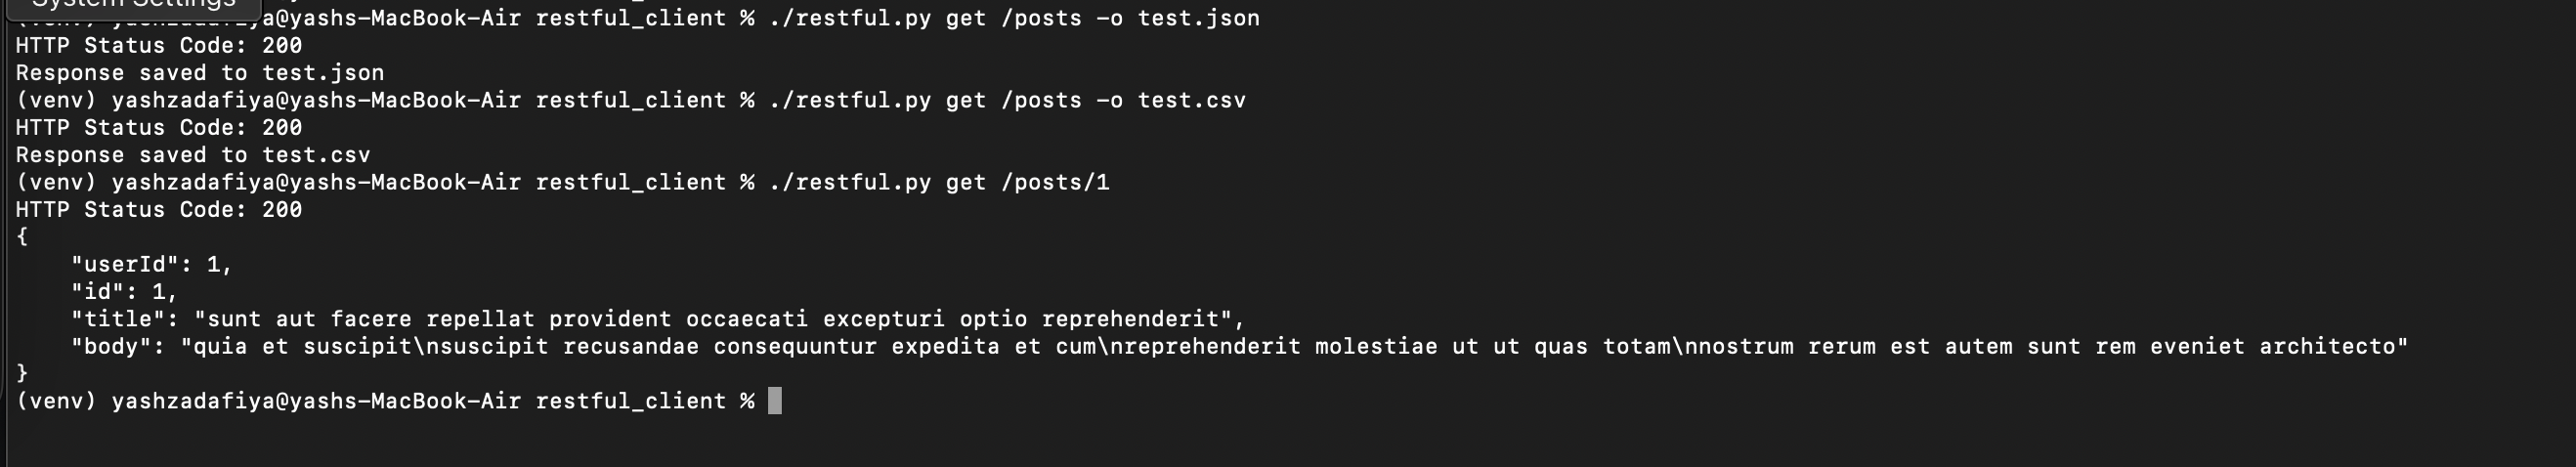 System Settings
(venv) yashzadafiya@yashs-MacBook-Air restful_client % ./restful.py get /posts -o test.json
HTTP Status Code: 200
Response saved to test.json
(venv) yashzadafiya@yashs-MacBook-Air restful_client % ./restful.py get /posts -o test.csv
HTTP Status Code: 200
Response saved to test.csv
(venv) yashzadafiya@yashs-MacBook-Air restful_client % ./restful.py get /posts/1
HTTP Status Code: 200
{
    "userId": 1,
    "id": 1,
    "title": "sunt aut facere repellat provident occaecati excepturi optio reprehenderit",
    "body": "quia et suscipit\nsuscipit recusandae consequuntur expedita et cum\nreprehenderit molestiae ut ut quas totam\nnostrum rerum est autem sunt rem eveniet architecto"
}
(venv) yashzadafiya@yashs-MacBook-Air restful_client %